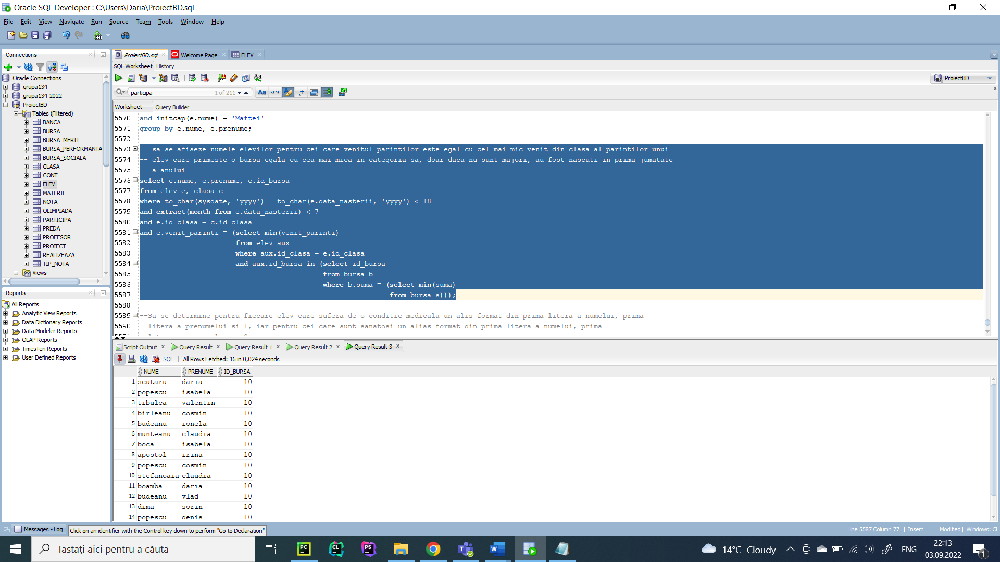 Oracle SQL Developer : C:\Users\Daria\ProiectBD.sql
File Edit View Navigate Run Source Team Tools Window Help
Connections
Oracle Connections
grupa134
grupa134-2022
ProiectBD
Tables (Filtered)
BANCA
BURSA
BURSA_MERIT
BURSA_PERFORMANTA
BURSA_SOCIALA
CLASA
CONT
ELEV
MATERIE
NOTA
OLIMPIADA
PARTICIPA
PREDA
PROFESOR
PROIECT
REALIZEAZA
TIP_NOTA
Views
Reports
All Reports
Analytic View Reports
Data Dictionary Reports
Data Modeler Reports
OLAP Reports
TimesTen Reports
User Defined Reports
ProiectBD.sql Welcome Page ELEV
SQL Worksheet History
ProiectBD
participa 1 of 211
Worksheet Query Builder
5570 and initcap(e.nume) = 'Maftei'
5571 group by e.nume, e.prenume;
5572
5573 -- sa se afiseze numele elevilor pentru cei care venitul parintilor este egal cu cel mai mic venit din clasa al parintilor unui
5574 -- elev care primeste o bursa egala cu cea mai mica in categoria sa, doar daca nu sunt majori, au fost nascuti in prima jumatate
5575 -- a anului
5576 select e.nume, e.prenume, e.id_bursa
5577 from elev e, clasa c
5578 where to_char(sysdate, 'yyyy') - to_char(e.data_nasterii, 'yyyy') < 18
5579 and extract(month from e.data_nasterii) < 7
5580 and e.id_clasa = c.id_clasa
5581 and e.venit_parinti = (select min(venit_parinti)
5582 from elev aux
5583 where aux.id_clasa = e.id_clasa
5584 and aux.id_bursa in (select id_bursa
5585 from bursa b
5586 where b.suma = (select min(suma)
5587 from bursa s)));
5588
5589 --Sa se determine pentru fiecare elev care sufera de o conditie medicala un alis format din prima litera a numelui, prima
5590 --litera a prenumelui si 1, iar pentru cei care sunt sanatosi un alias format din prima litera a numelui, prima
Script Output Query Result Query Result 1 Query Result 2 Query Result 3
SQL All Rows Fetched: 16 in 0,024 seconds
NUME PRENUME ID_BURSA
1 scutaru daria 10
2 popescu isabela 10
3 tibulca valentin 10
4 birleanu cosmin 10
5 budeanu ionela 10
6 munteanu claudia 10
7 boca isabela 10
8 apostol irina 10
9 popescu cosmin 10
10 stefanoaia claudia 10
11 boamba daria 10
12 budeanu vlad 10
13 dima sorin 10
14 popescu denis 10
Messages - Log
Click on an identifier with the Control key down to perform "Go to Declaration"
Line 5587 Column 77 Insert Modified Windows: CF
Tastați aici pentru a căuta
14°C Cloudy
ENG
22:13
03.09.2022
1